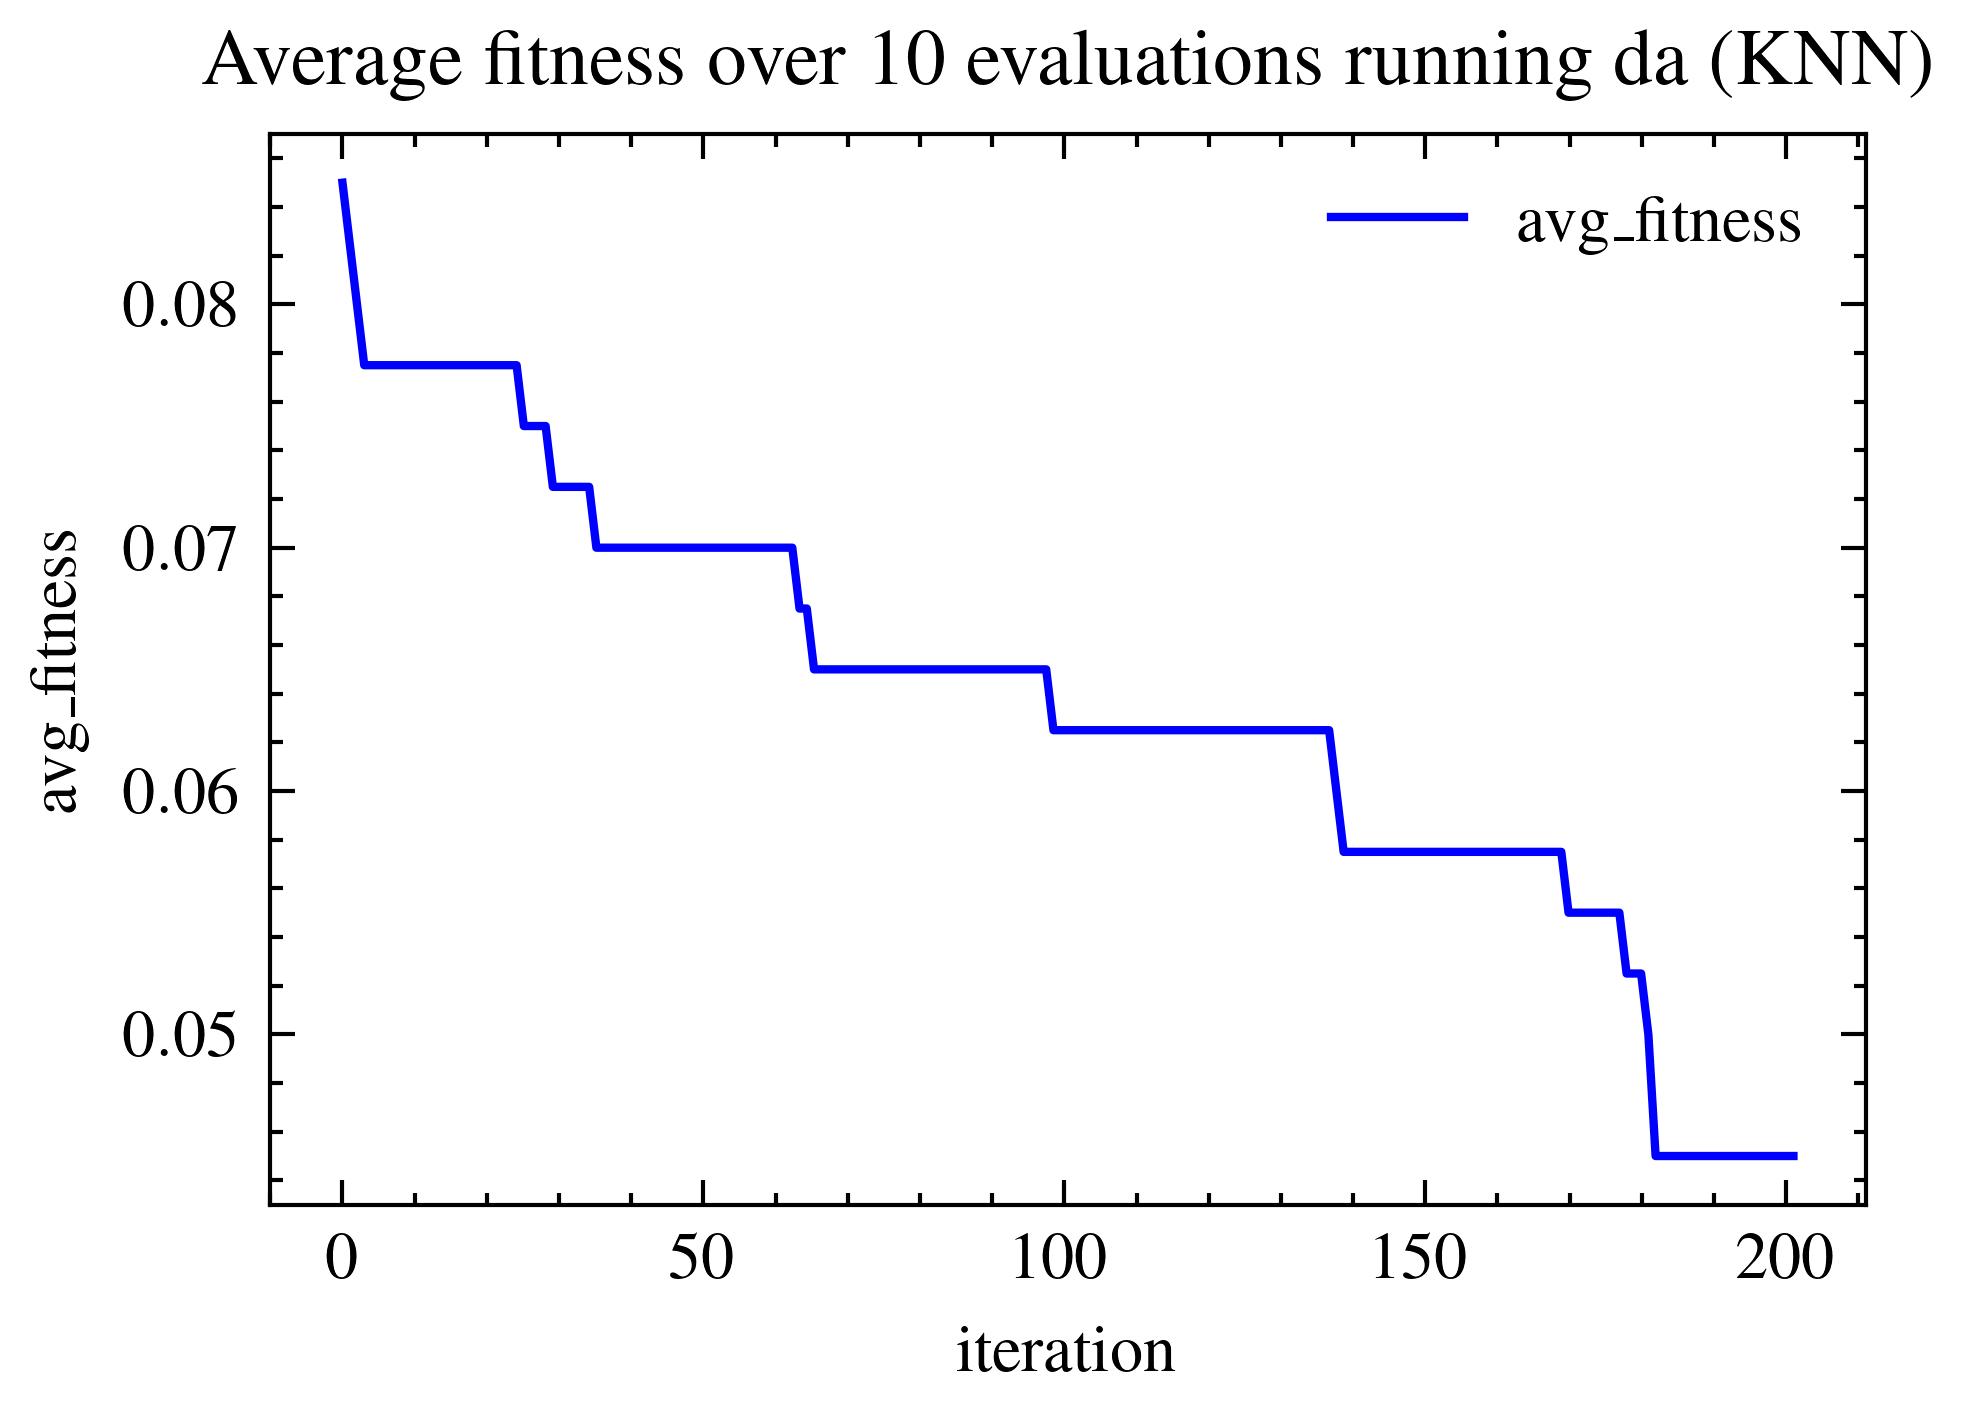 Average fitness over 10 evaluations running da (KNN)
avg_fitness
0.08
0.07
0.06
0.05
avg_fitness
0 50 100 150 200
iteration